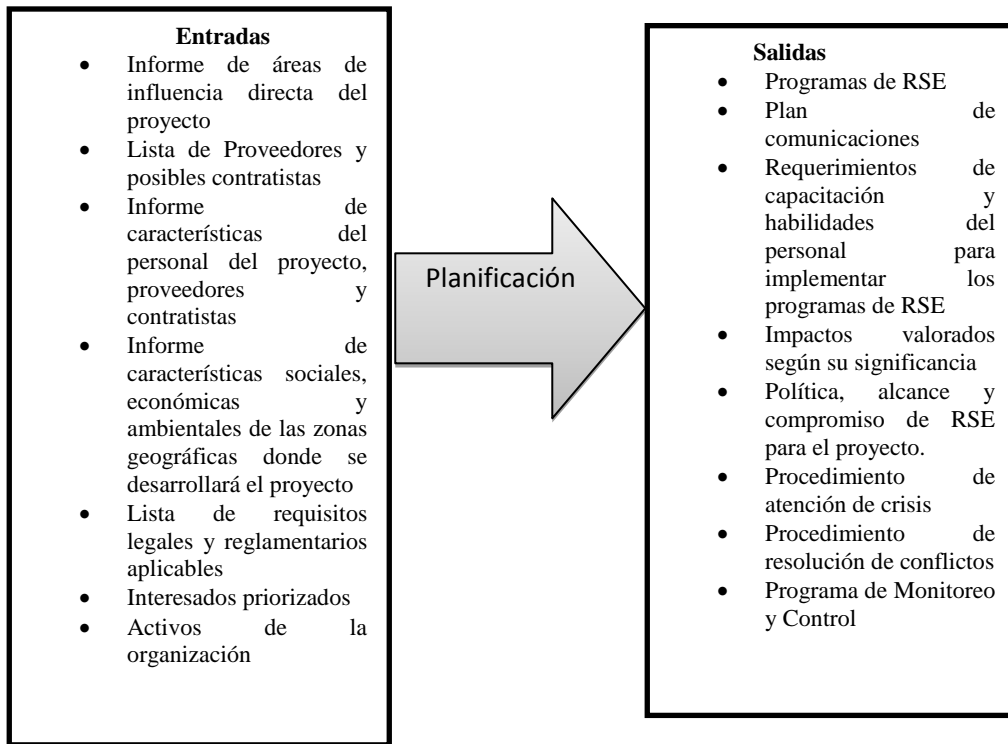 Entradas
• Informe de áreas de
influencia directa del
proyecto
• Lista de Proveedores y
posibles contratistas
• Informe de
características del
personal del proyecto,
proveedores y
contratistas
• Informe de
características sociales,
económicas y
ambientales de las zonas
geográficas donde se
desarrollará el proyecto
• Lista de requisitos
legales y reglamentarios
aplicables
• Interesados priorizados
• Activos de la
organización
Planificación
Salidas
• Programas de RSE
• Plan de
comunicaciones
• Requerimientos de
capacitación y
habilidades del
personal para
implementar los
programas de RSE
• Impactos valorados
según su significancia
• Política, alcance y
compromiso de RSE
para el proyecto.
• Procedimiento de
atención de crisis
• Procedimiento de
resolución de conflictos
• Programa de Monitoreo
y Control